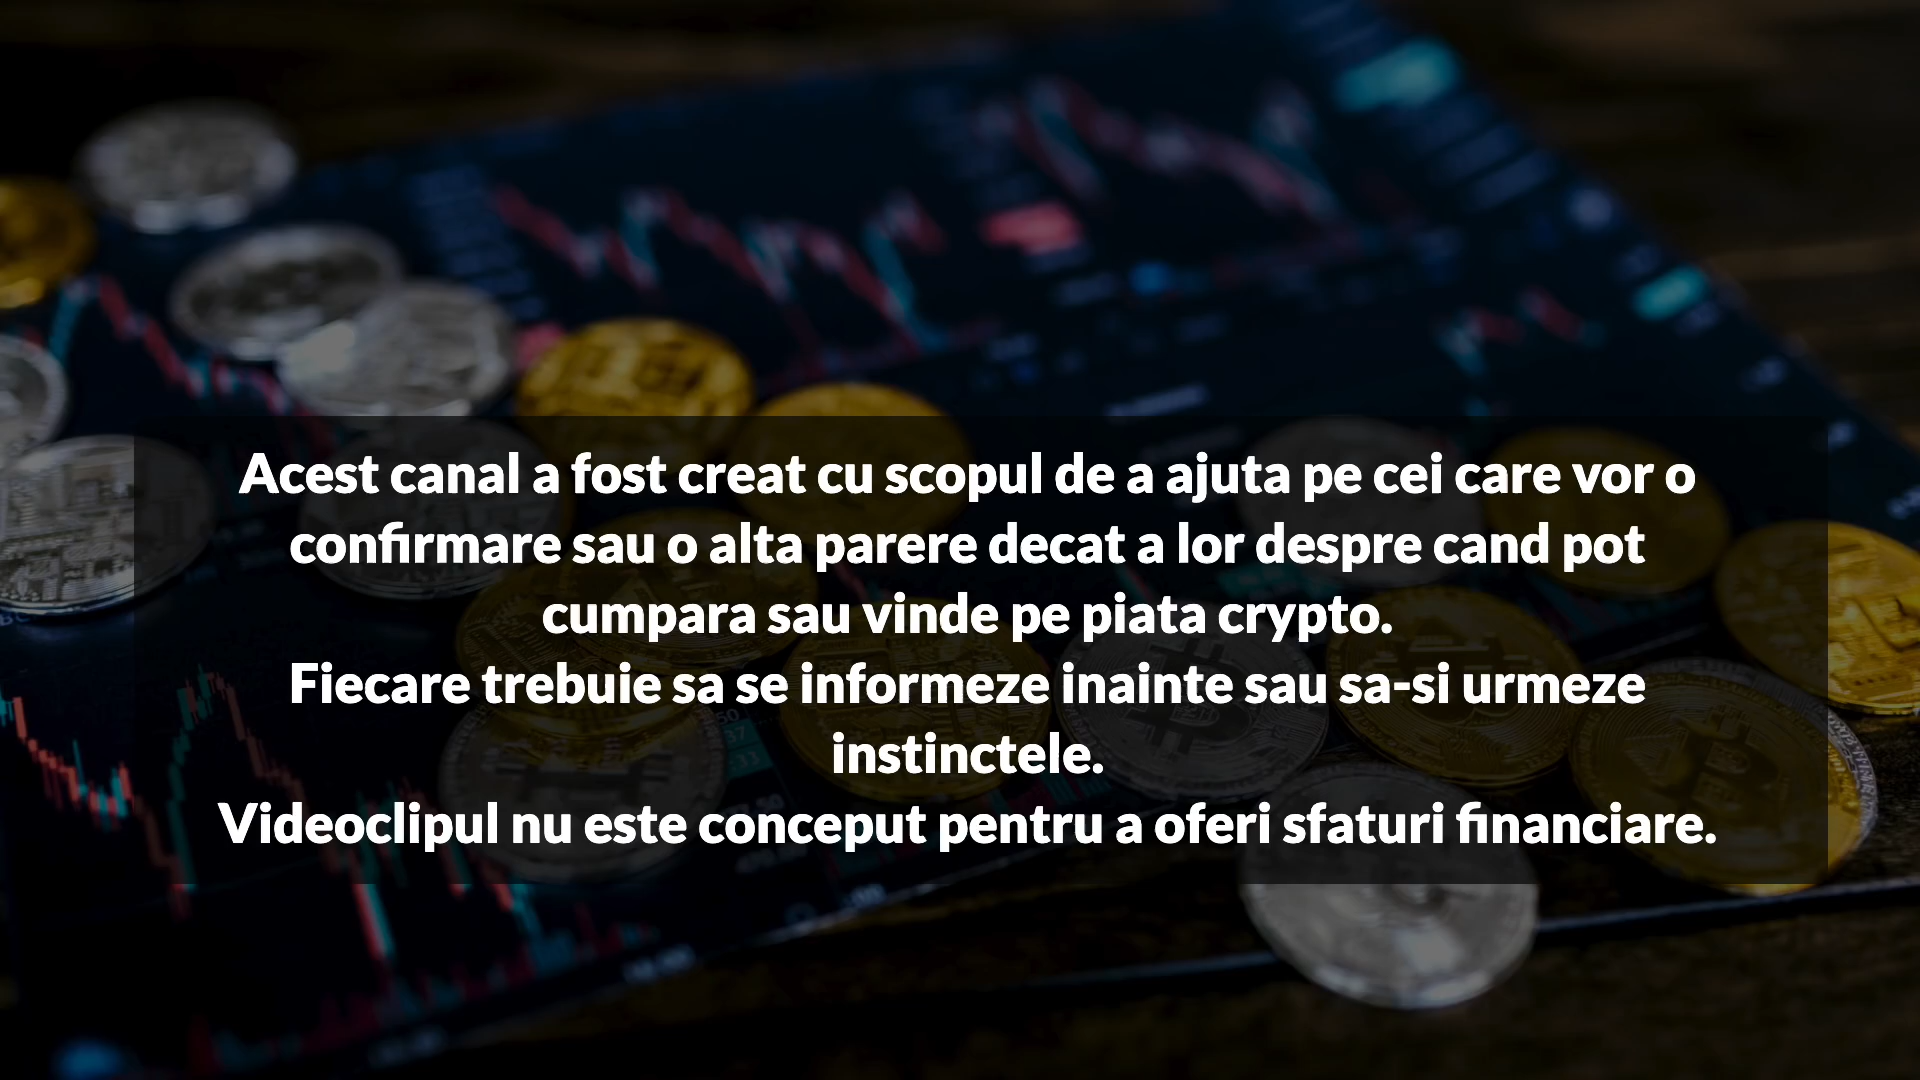 Acest canal a fost creat cu scopul de a ajuta pe cei care vor o
confirmare sau o alta parere decat a lor despre cand pot
cumpara sau vinde pe piata crypto.
Fiecare trebuie sa se informeze inainte sau sa-si urmeze
instinctele.
Videoclipul nu este conceput pentru a oferi sfaturi financiare.